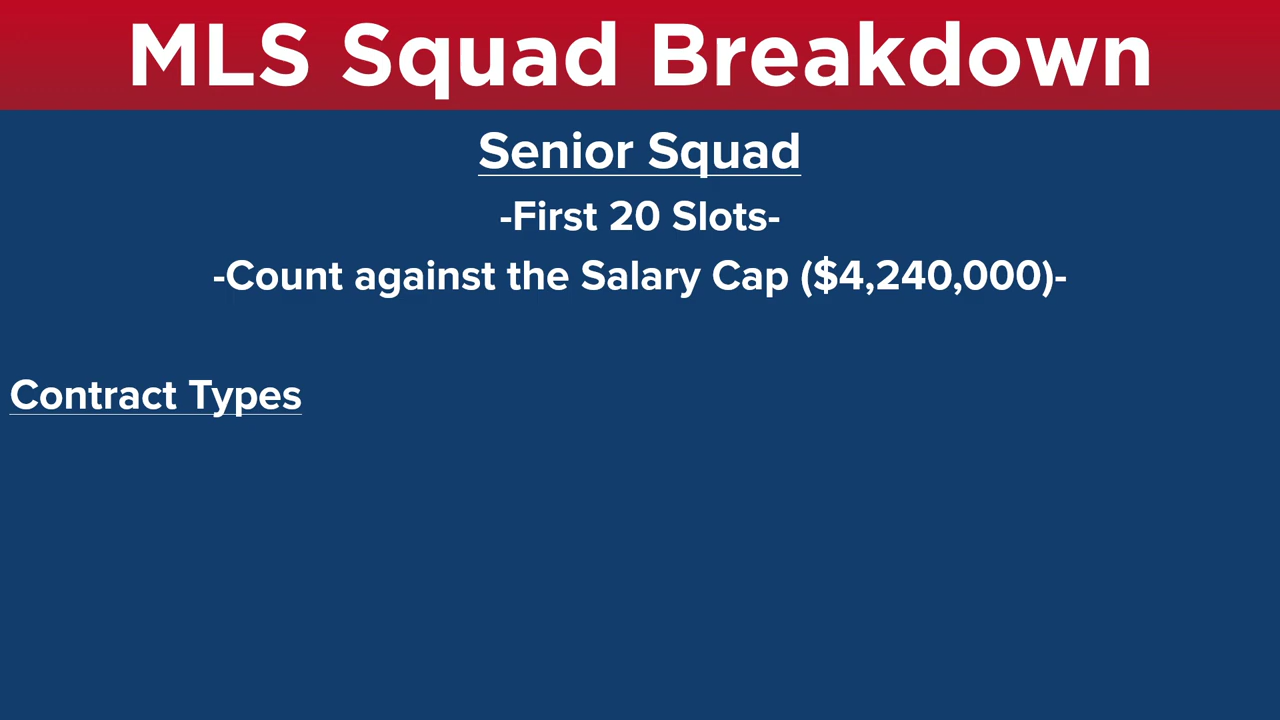 MLS Squad Breakdown
Senior Squad
-First 20 Slots-
-Count against the Salary Cap ($4,240,000)-
Contract Types